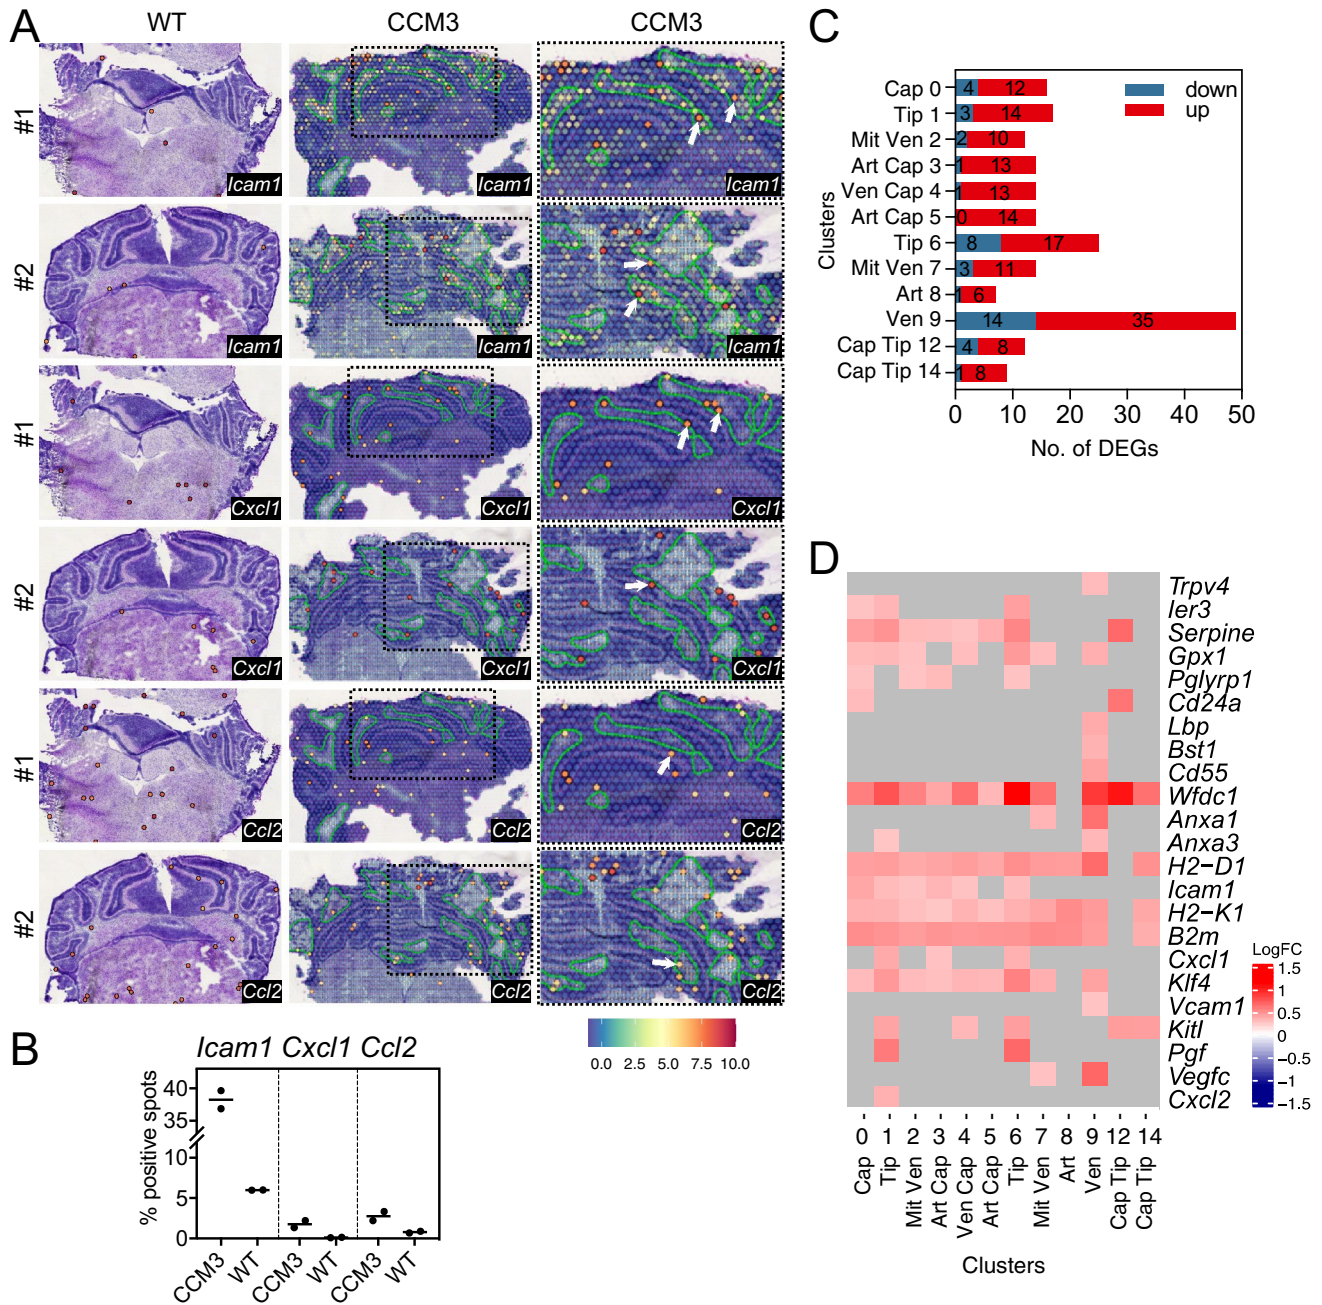 A
WT
CCM3
CCM3
#1
Icam1
Icam1
Icam1
#2
Icam1
Icam1
Icam1
#1
Cxcl1
Cxcl1
Cxcl1
#2
Cxcl1
Cxcl1
Cxcl1
#1
Ccl2
Ccl2
Ccl2
#2
Ccl2
Ccl2
Ccl2
0.0 2.5 5.0 7.5 10.0
B
Icam1 Cxcl1 Ccl2
% positive spots
40
35
10
5
0
CCM3 WT CCM3 WT CCM3 WT
C
Clusters
down
up
Cap 0 4 12
Tip 1 3 14
Mit Ven 2 2 10
Art Cap 3 1 13
Ven Cap 4 1 13
Art Cap 5 0 14
Tip 6 8 17
Mit Ven 7 3 11
Art 8 1 6
Ven 9 14 35
Cap Tip 12 4 8
Cap Tip 14 1 8
0 10 20 30 40 50
No. of DEGs
D
Trpv4
Ier3
Serpine
Gpx1
Pglyrp1
Cd24a
Lbp
Bst1
Cd55
Wfdc1
Anxa1
Anxa3
H2−D1
Icam1
H2−K1
B2m
Cxcl1
Klf4
Vcam1
Kitl
Pgf
Vegfc
Cxcl2
LogFC
1.5
1
0.5
0
−0.5
−1
−1.5
0 1 2 3 4 5 6 7 8 9 12 14
Cap
Tip
Mit Ven
Art Cap
Ven Cap
Art Cap
Tip
Mit Ven
Art
Ven
Cap Tip
Cap Tip
Clusters